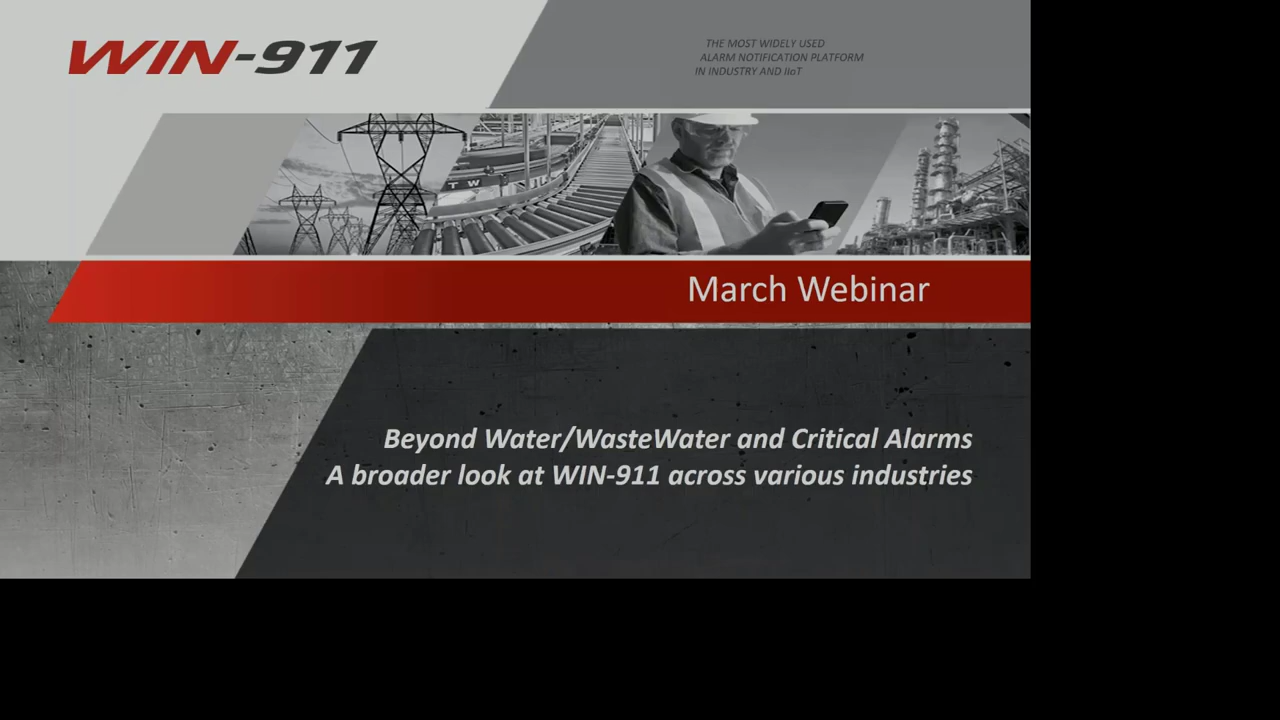 WIN-911
THE MOST WIDELY USED
ALARM NOTIFICATION PLATFORM
IN INDUSTRY AND IIoT
T W
March Webinar
Beyond Water/WasteWater and Critical Alarms
A broader look at WIN-911 across various industries